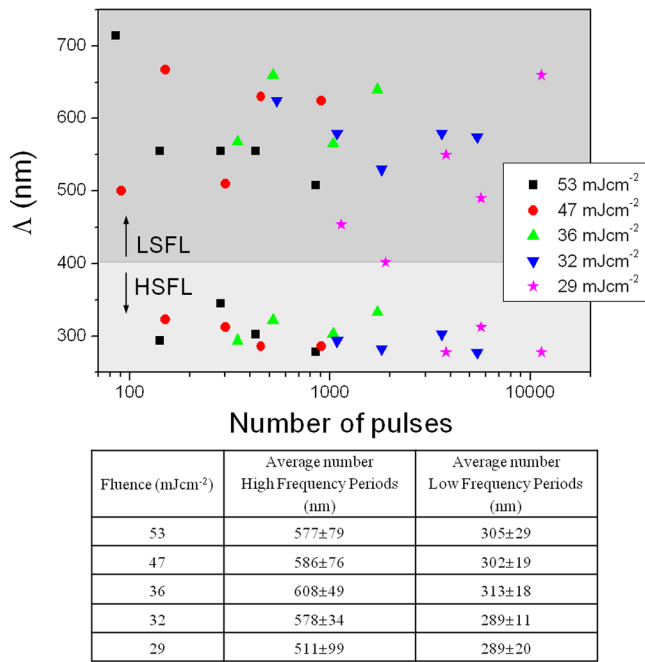 700
600
500
400
300
Λ (nm)
LSFL
HSFL
53 mJcm-2
47 mJcm-2
36 mJcm-2
32 mJcm-2
29 mJcm-2
100
1000
10000
Number of pulses
Fluence (mJcm-2)
Average number
High Frequency Periods
(nm)
Average number
Low Frequency Periods
(nm)
53 577±79 305±29
47 586±76 302±19
36 608±49 313±18
32 578±34 289±11
29 511±99 289±20